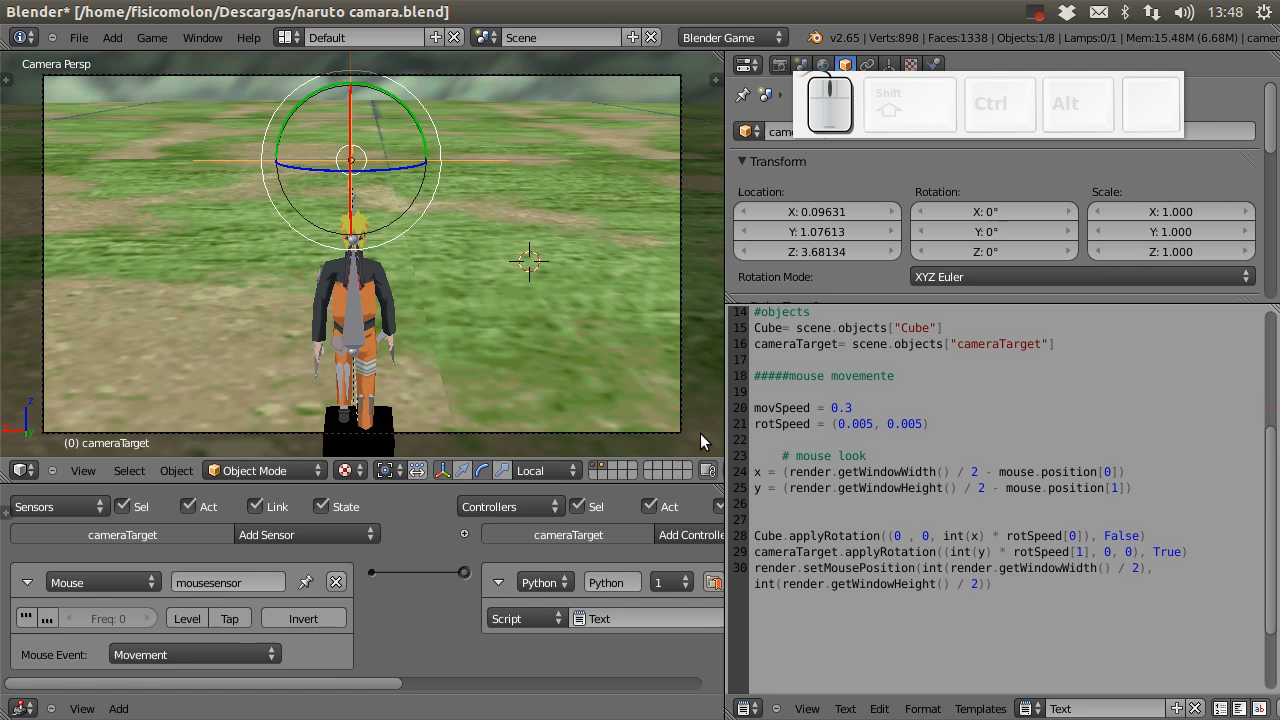 Blender* [/home/fisicomolon/Descargas/naruto camara.blend]
13:48
File Add Game Window Help Default Scene Blender Game v2.65 | Verts:898 | Faces:1338 | Objects:1/8 | Lamps:0/1 | Mem:15.48M (6.68M) | camer
Camera Persp
Shift Ctrl Alt
came
Transform
Location: Rotation: Scale:
X: 0.09631 X: 0° X: 1.000
Y: 1.07613 Y: 0° Y: 1.000
Z: 3.68134 Z: 0° Z: 1.000
Rotation Mode: XYZ Euler
14 #objects
15 Cube= scene.objects["Cube"]
16 cameraTarget= scene.objects["cameraTarget"]
17
18 #####mouse movemente
19
20 movSpeed = 0.3
21 rotSpeed = (0.005, 0.005)
22
23 # mouse look
24 x = (render.getWindowWidth() / 2 - mouse.position[0])
25 y = (render.getWindowHeight() / 2 - mouse.position[1])
26
27
28 Cube.applyRotation((0 , 0, int(x) * rotSpeed[0]), False)
29 cameraTarget.applyRotation((int(y) * rotSpeed[1], 0, 0), True)
30 render.setMousePosition(int(render.getWindowWidth() / 2),
int(render.getWindowHeight() / 2))
z
y
(0) cameraTarget
View Select Object Object Mode Local
Sensors Sel Act Link State Controllers Sel Act
cameraTarget Add Sensor cameraTarget Add Controlle
Mouse mousesensor Python Python 1
Freq: 0 Level Tap Invert Script Text
Mouse Event: Movement
View Add
View Text Edit Format Templates Text